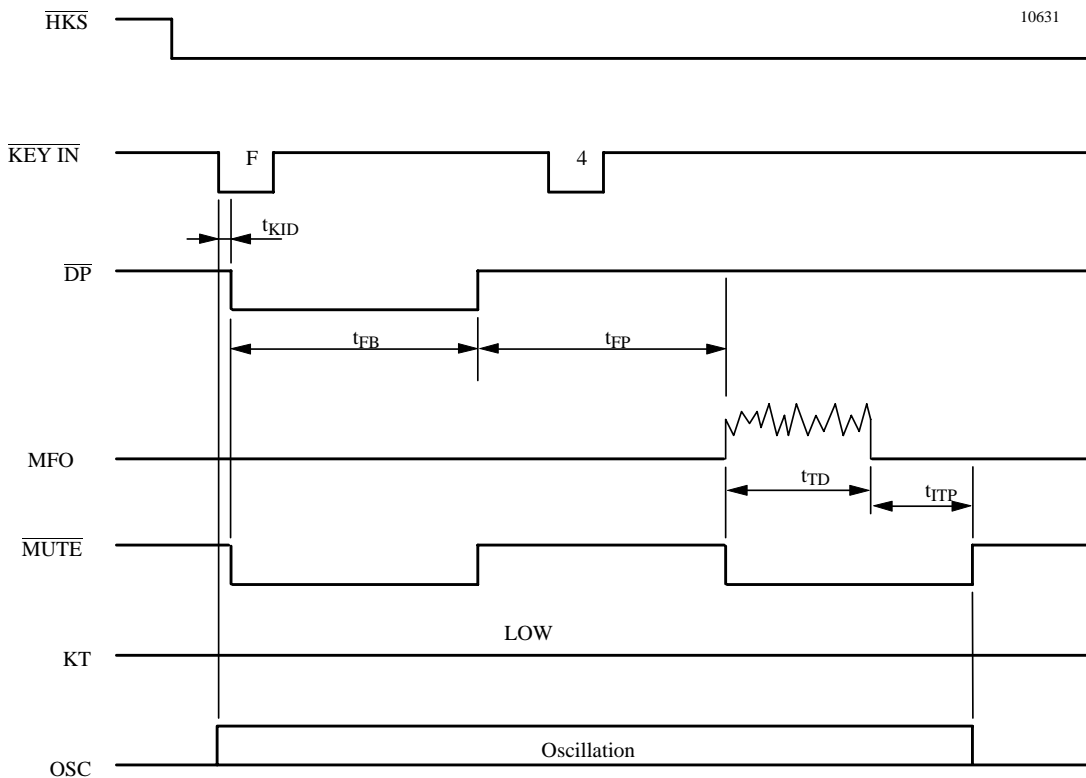 HKS
10631
KEY IN
F
4
tKID
DP
tFB
tFP
MFO
tTD
tITP
MUTE
LOW
KT
Oscillation
OSC